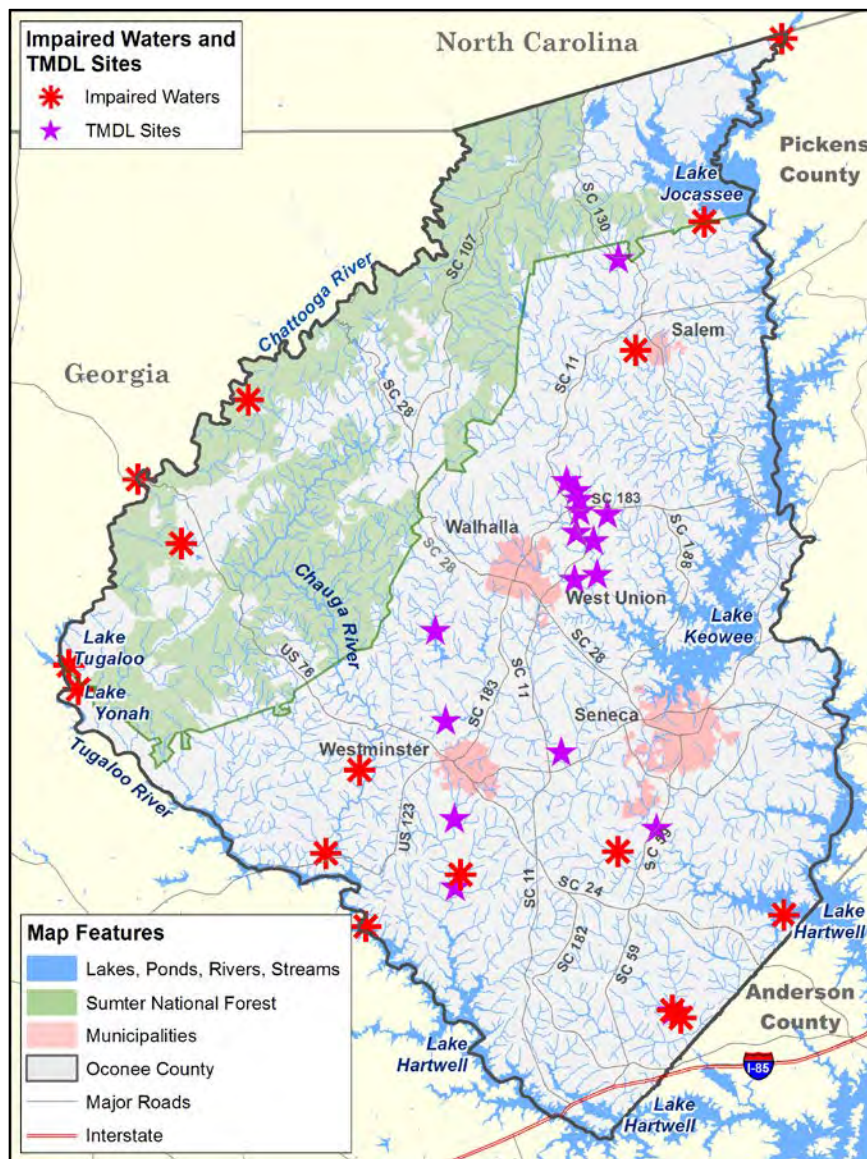 Impaired Waters and
TMDL Sites
Impaired Waters
TMDL Sites
North Carolina
Pickens
County
Lake
Jocassee
SC 130
SC 107
Chattooga River
Salem
Georgia
SC 11
SC 28
SC 183
Walhalla
SC 188
SC 28
Chauga River
West Union
Lake
Keowee
Lake
Tugaloo
US 76
SC 28
SC 11
SC 183
Lake
Yonah
Seneca
Westminster
Tugaloo River
US 123
SC 59
SC 11
SC 24
Lake
Hartwell
SC 182
SC 59
Anderson
County
Lake
Hartwell
I-85
Lake
Hartwell
Map Features
Lakes, Ponds, Rivers, Streams
Sumter National Forest
Municipalities
Oconee County
Major Roads
Interstate